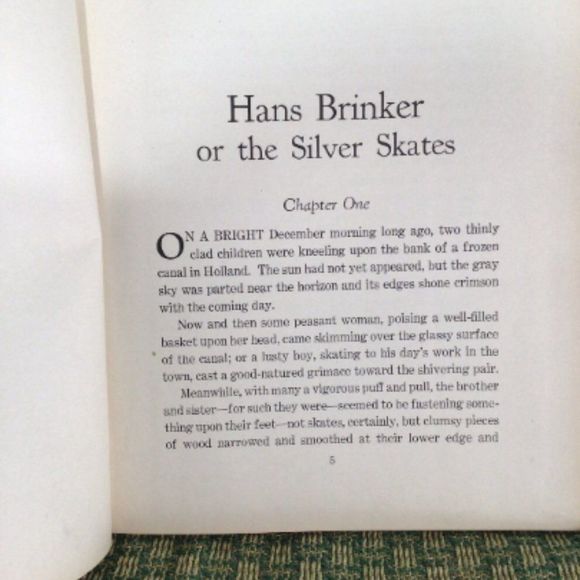 Hans Brinker
or the Silver Skates
Chapter One
ON A BRIGHT December morning long ago, two thinly
clad children were kneeling upon the bank of a frozen
canal in Holland. The sun had not yet appeared, but the gray
sky was parted near the horizon and its edges shone crimson
with the coming day.
Now and then some peasant woman, poising a well-filled
basket upon her head, came skimming over the glassy surface
of the canal; or a lusty boy, skating to his day's work in the
town, cast a good-natured grimace toward the shivering pair.
Meanwhile, with many a vigorous puff and pull, the brother
and sister—for such they were—seemed to be fastening some-
thing upon their feet—not skates, certainly, but clumsy pieces
of wood narrowed and smoothed at their lower edge and
5